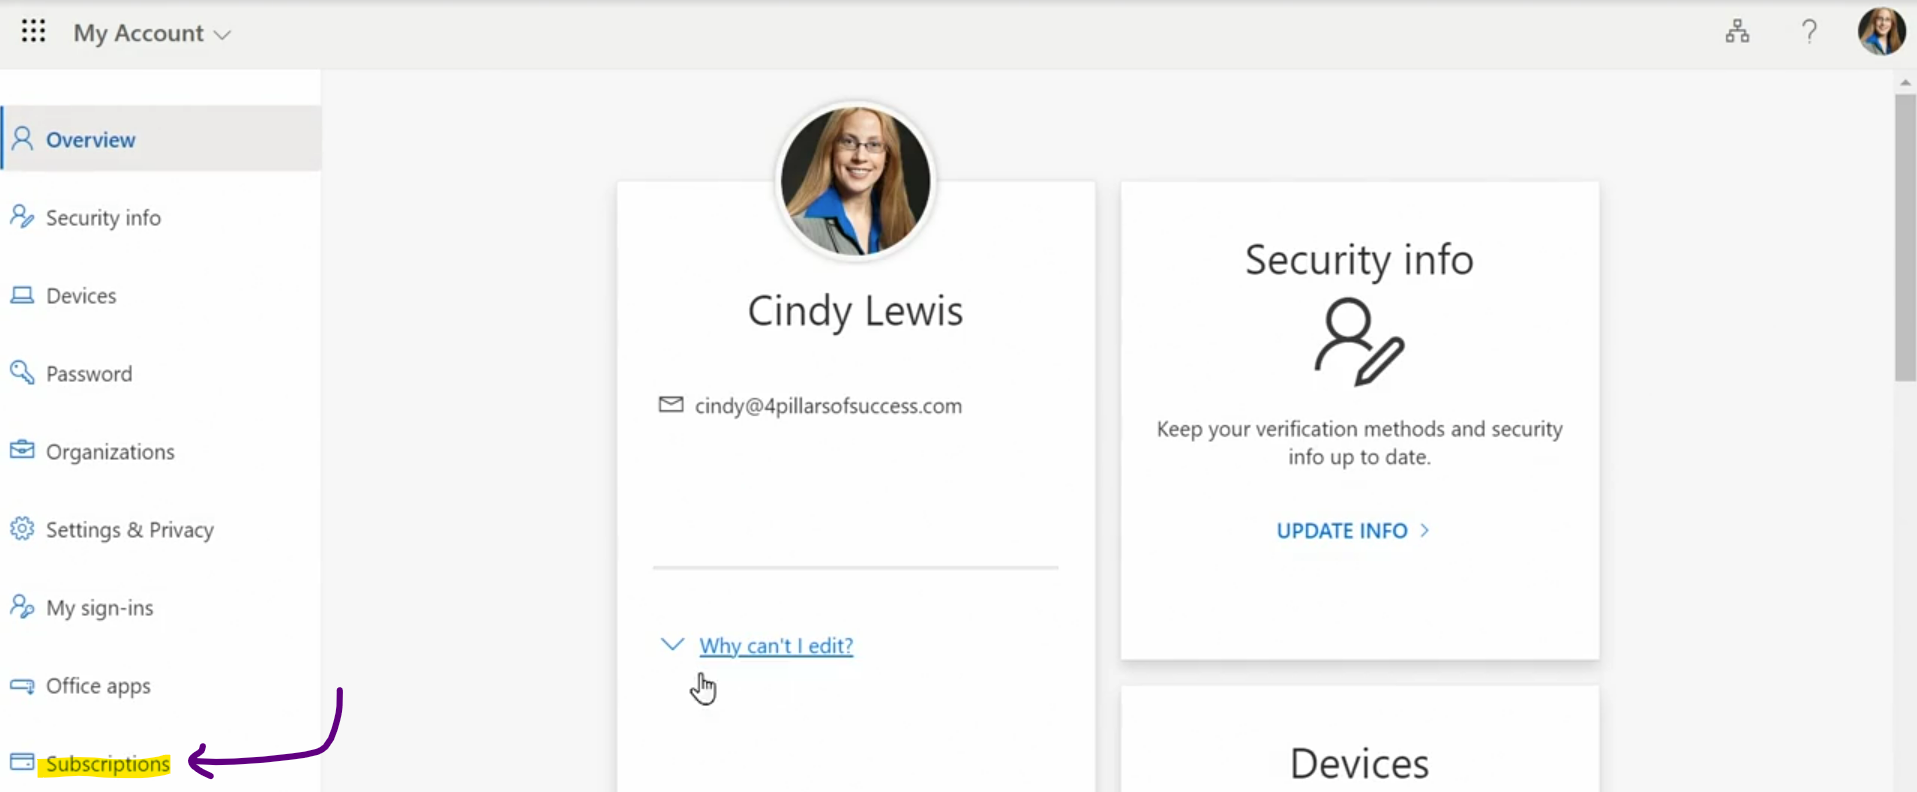 My Account
Overview
Security info
Devices
Password
Organizations
Settings & Privacy
My sign-ins
Office apps
Subscriptions
Cindy Lewis
cindy@4pillarsofsuccess.com
Why can't I edit?
Security info
Keep your verification methods and security
info up to date.
UPDATE INFO
Devices